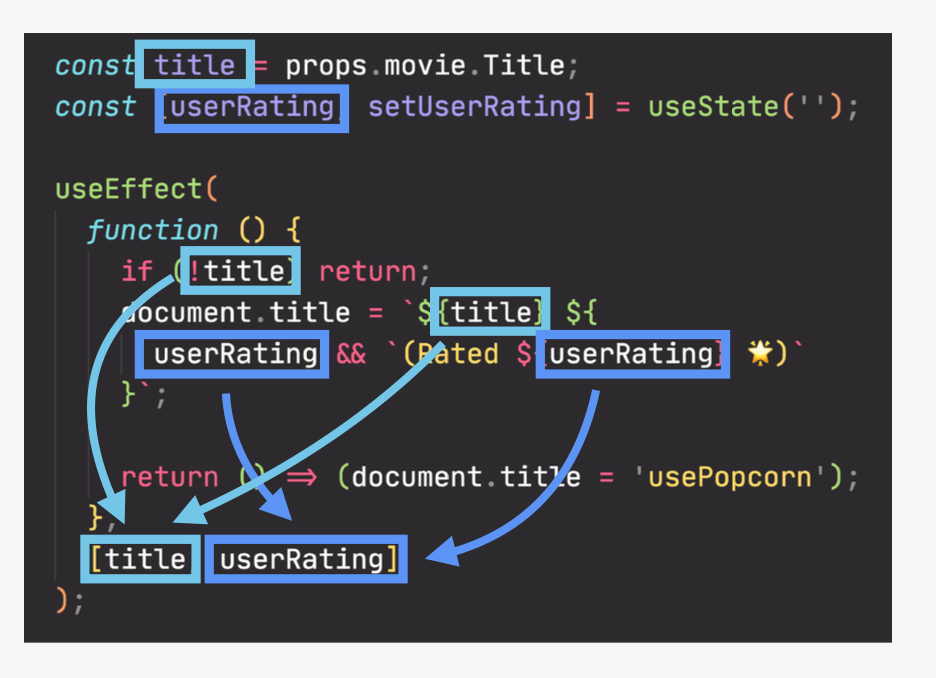 const title = props.movie.Title;
const [userRating, setUserRating] = useState('');
useEffect(
function () {
if (!title) return;
document.title = `${title} ${
userRating && `(Rated ${userRating} 🌟)`
}`;
return () => (document.title = 'usePopcorn');
},
[title userRating]
);